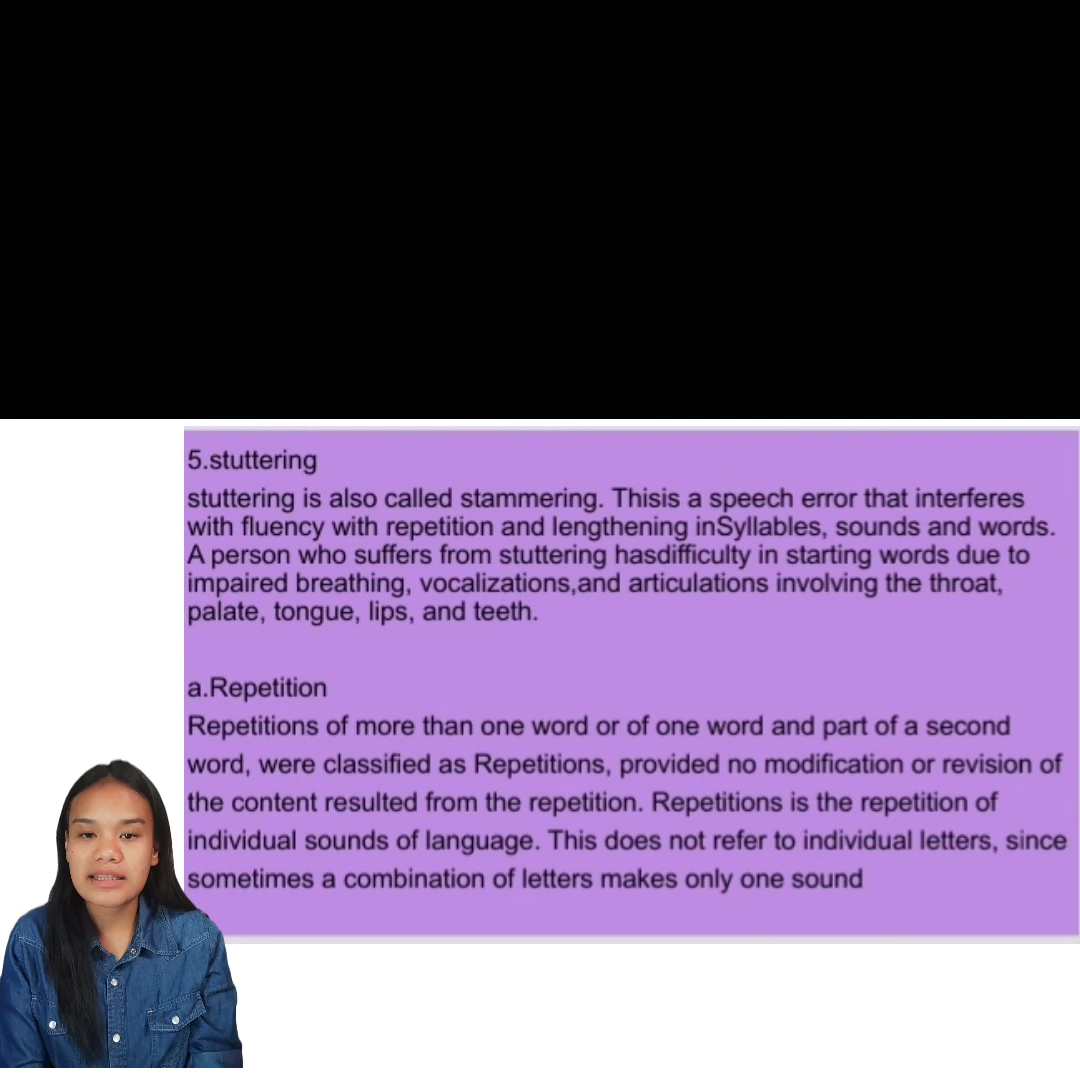 5.stuttering
stuttering is also called stammering. Thisis a speech error that interferes
with fluency with repetition and lengthening inSyllables, sounds and words.
A person who suffers from stuttering hasdifficulty in starting words due to
impaired breathing, vocalizations,and articulations involving the throat,
palate, tongue, lips, and teeth.
a.Repetition
Repetitions of more than one word or of one word and part of a second
word, were classified as Repetitions, provided no modification or revision of
the content resulted from the repetition. Repetitions is the repetition of
individual sounds of language. This does not refer to individual letters, since
sometimes a combination of letters makes only one sound